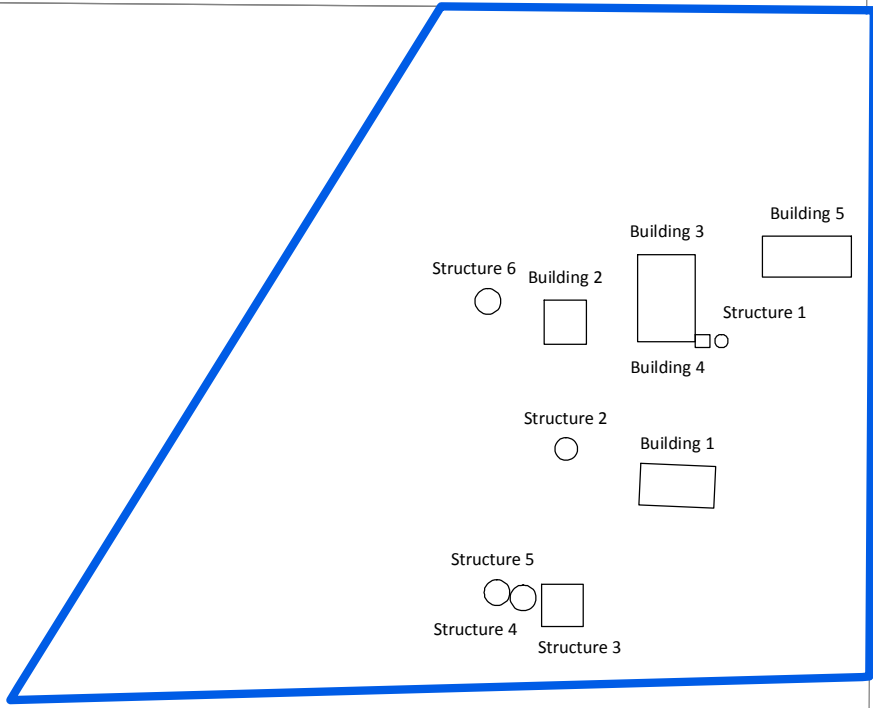 Building 5
Building 3
Structure 6
Building 2
Structure 1
Building 4
Structure 2
Building 1
Structure 5
Structure 4
Structure 3